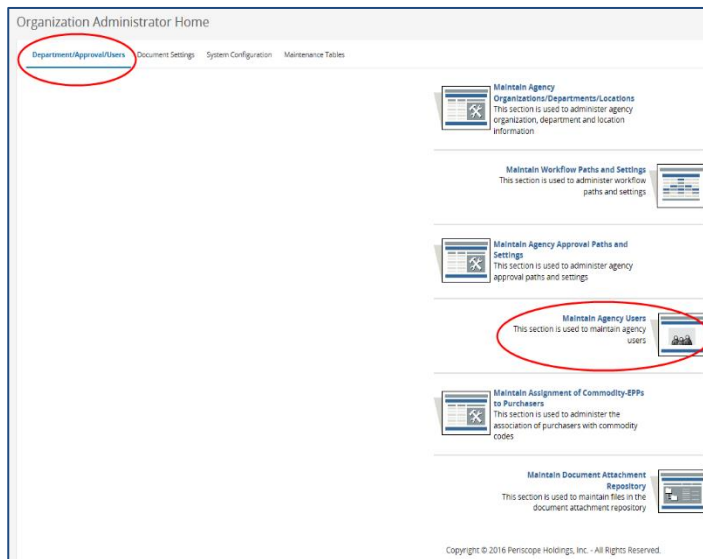 Organization Administrator Home
Department/Approval/Users Document Settings System Configuration Maintenance Tables
Maintain Agency
Organizations/Departments/Locations
This section is used to administer agency
organization, department and location
information
Maintain Workflow Paths and Settings
This section is used to administer workflow
paths and settings
Maintain Agency Approval Paths and
Settings
This section is used to administer agency
approval paths and settings
Maintain Agency Users
This section is used to maintain agency
users
Maintain Assignment of Commodity-EPPs
to Purchasers
This section is used to administer the
association of purchasers with commodity
codes
Maintain Document Attachment
Repository
This section is used to maintain files in the
document attachment repository
Copyright © 2016 Periscope Holdings, Inc. - All Rights Reserved.